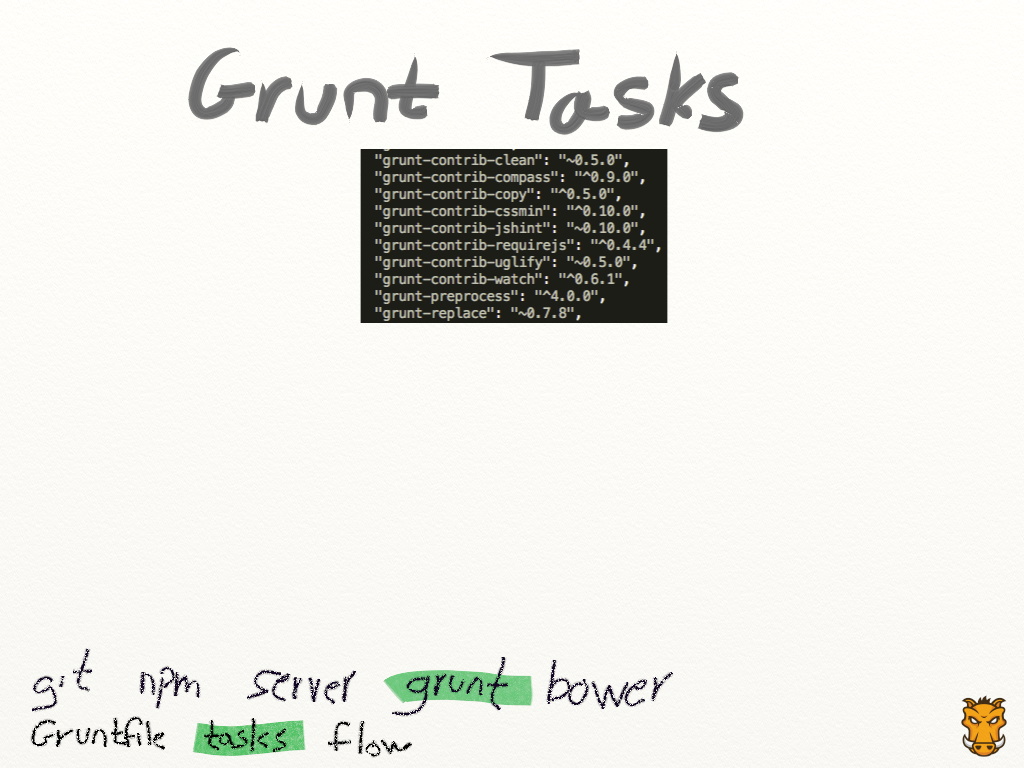 Grunt Tasks
"grunt-contrib-clean": "~0.5.0",
"grunt-contrib-compass": "^0.9.0",
"grunt-contrib-copy": "^0.5.0",
"grunt-contrib-cssmin": "^0.10.0",
"grunt-contrib-jshint": "~0.10.0",
"grunt-contrib-requirejs": "^0.4.4",
"grunt-contrib-uglify": "~0.5.0",
"grunt-contrib-watch": "^0.6.1",
"grunt-preprocess": "^4.0.0",
"grunt-replace": "~0.7.8",
git npm server grunt bower
Gruntfile tasks flow